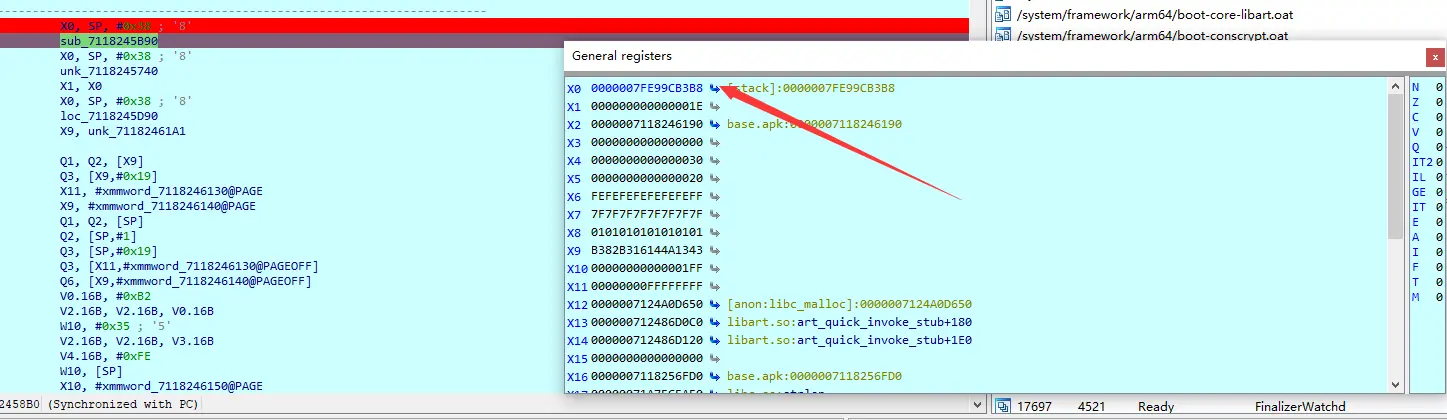 X0, SP, #0x38 ; '8'
sub_7118245B90
X0, SP, #0x38 ; '8'
unk_7118245740
X1, X0
X0, SP, #0x38 ; '8'
loc_7118245D90
X9, unk_71182461A1
Q1, Q2, [X9]
Q3, [X9,#0x19]
X11, #xmmword_7118246130@PAGE
X9, #xmmword_7118246140@PAGE
Q1, Q2, [SP]
Q2, [SP,#1]
Q3, [SP,#0x19]
Q3, [X11,#xmmword_7118246130@PAGEOFF]
Q6, [X9,#xmmword_7118246140@PAGEOFF]
V0.16B, #0xB2
V2.16B, V2.16B, V0.16B
W10, #0x35 ; '5'
V2.16B, V2.16B, V3.16B
V4.16B, #0xFE
W10, [SP]
X10, #xmmword_7118246150@PAGE
2458B0 (Synchronized with PC)
/system/framework/arm64/boot-core-libart.oat
/system/framework/arm64/boot-conscrypt.oat
General registers
X0 0000007FE99CB3B8 [stack]:0000007FE99CB3B8
X1 000000000000001E
X2 0000007118246190 base.apk:0000007118246190
X3 0000000000000000
X4 0000000000000030
X5 0000000000000020
X6 FEFEFEFEFEFEFEFF
X7 7F7F7F7F7F7F7F7F
X8 0101010101010101
X9 B382B316144A1343
X10 00000000000001FF
X11 00000000FFFFFFFF
X12 0000007124A0D650 [anon:libc_malloc]:0000007124A0D650
X13 000000712486D0C0 libart.so:art_quick_invoke_stub+180
X14 000000712486D120 libart.so:art_quick_invoke_stub+1E0
X15 0000000000000000
X16 0000007118256FD0 base.apk:0000007118256FD0
N 0
Z 0
C 0
V 0
Q 0
IT2 0
IL 0
GE 0
IT 0
E 0
A 0
I 0
F 0
T 0
M 0
17697 4521 Ready FinalizerWatchd